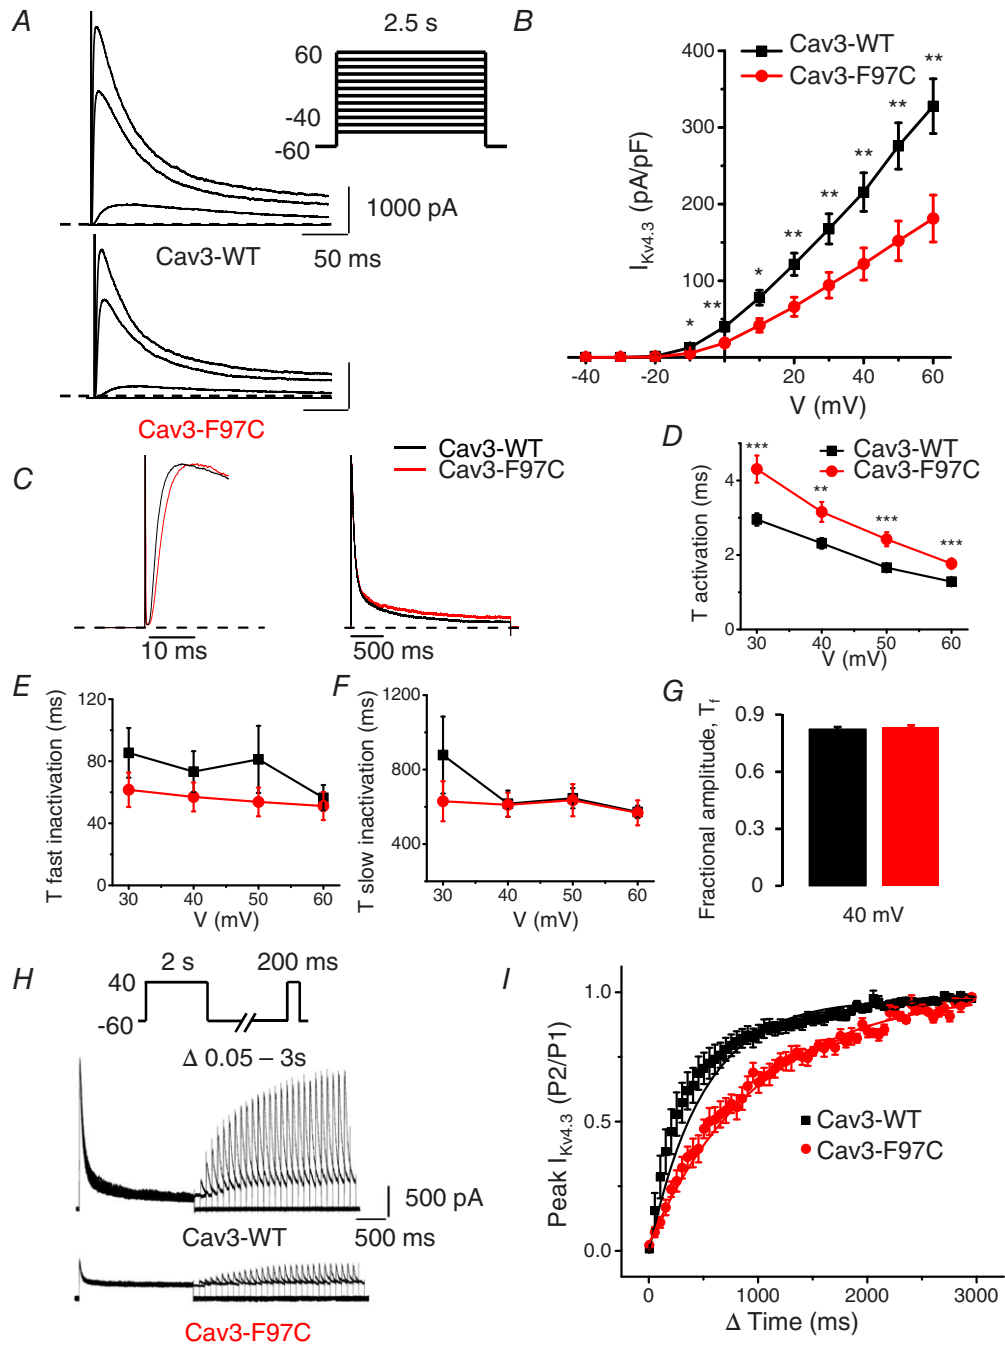 A
2.5 s
60
-40
-60
1000 pA
50 ms
Cav3-WT
Cav3-F97C
B
Cav3-WT
Cav3-F97C
I Kv4.3 (pA/pF)
400
300
200
100
-40
-20
20
40
60
V (mV)
*
**
*
**
**
**
**
**
C
Cav3-WT
Cav3-F97C
10 ms
500 ms
D
Cav3-WT
Cav3-F97C
T activation (ms)
4
2
0
30
40
50
60
V (mV)
***
**
***
***
E
T fast inactivation (ms)
120
80
40
0
30
40
50
60
V (mV)
F
T slow inactivation (ms)
1200
800
400
30
40
50
60
V (mV)
G
Fractional amplitude, Tf
0.9
0.6
0.3
0
40 mV
H
2 s
200 ms
40
-60
Δ 0.05 – 3s
500 pA
500 ms
Cav3-WT
Cav3-F97C
I
Peak I Kv4.3 (P2/P1)
1.0
0.5
0.0
Cav3-WT
Cav3-F97C
0
1000
2000
3000
Δ Time (ms)